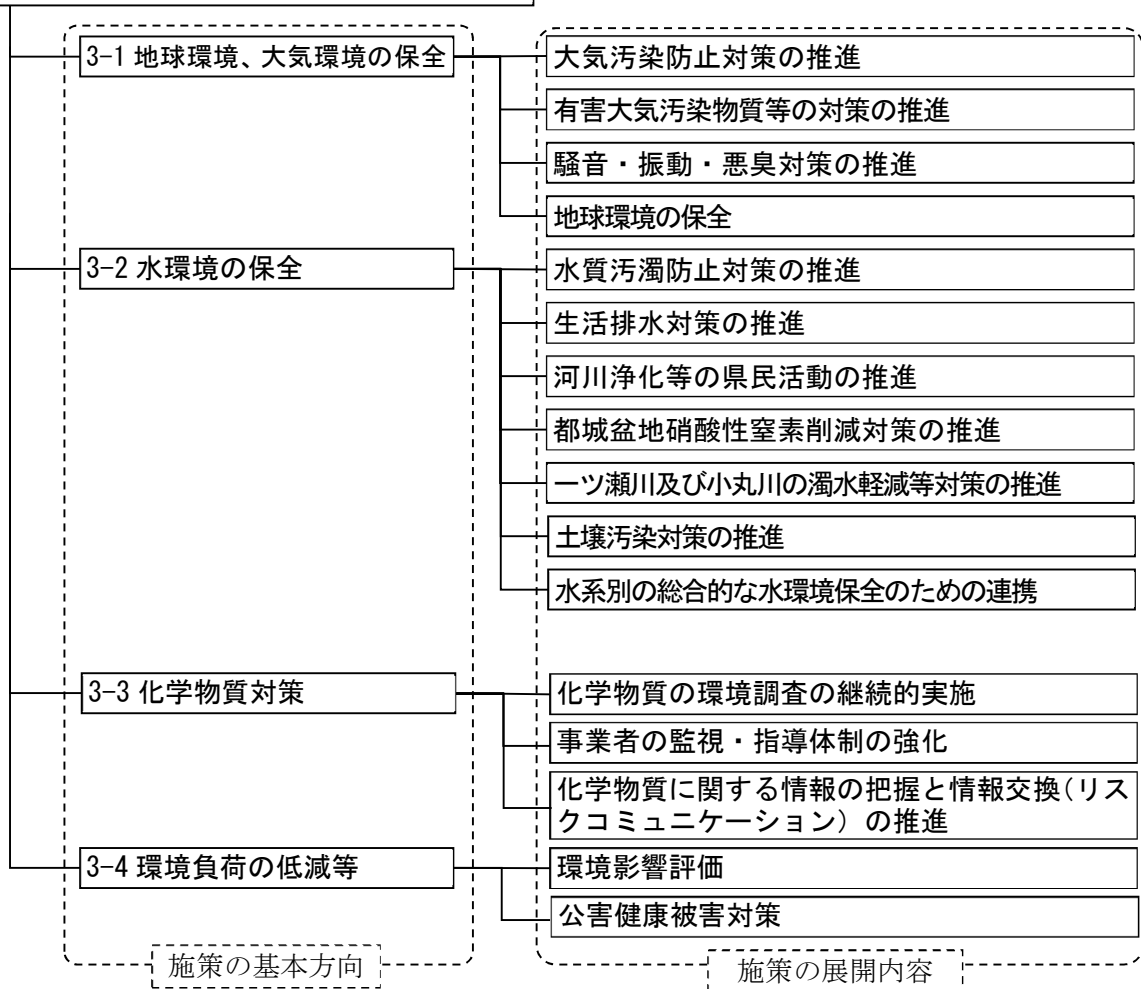 3-1 地球環境、大気環境の保全
大気汚染防止対策の推進
有害大気汚染物質等の対策の推進
騒音・振動・悪臭対策の推進
地球環境の保全
3-2 水環境の保全
水質汚濁防止対策の推進
生活排水対策の推進
河川浄化等の県民活動の推進
都城盆地硝酸性窒素削減対策の推進
一ツ瀬川及び小丸川の濁水軽減等対策の推進
土壌汚染対策の推進
水系別の総合的な水環境保全のための連携
3-3 化学物質対策
化学物質の環境調査の継続的実施
事業者の監視・指導体制の強化
化学物質に関する情報の把握と情報交換(リス
クコミュニケーション)の推進
3-4 環境負荷の低減等
環境影響評価
公害健康被害対策
施策の基本方向
施策の展開内容